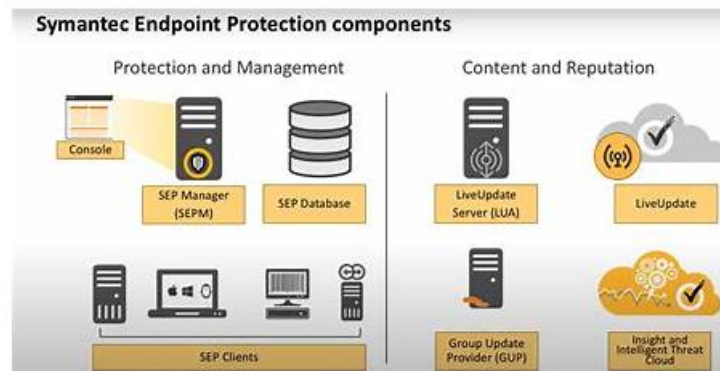 Symantec Endpoint Protection components
Protection and Management
Content and Reputation
Console
SEP Manager
(SEPM)
SEP Database
LiveUpdate
Server (LUA)
LiveUpdate
SEP Clients
Group Update
Provider (GUP)
Insight and
Intelligent Threat
Cloud